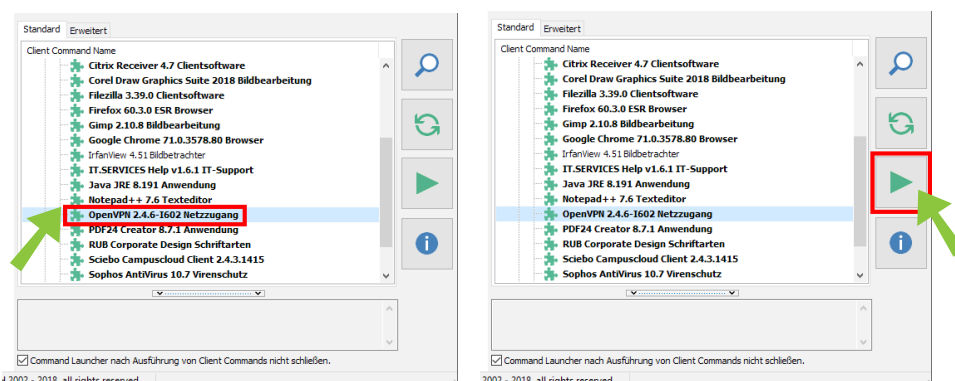 Standard Erweitert
Client Command Name
Citrix Receiver 4.7 Clientsoftware
Corel Draw Graphics Suite 2018 Bildbearbeitung
Filezilla 3.39.0 Clientsoftware
Firefox 60.3.0 ESR Browser
Gimp 2.10.8 Bildbearbeitung
Google Chrome 71.0.3578.80 Browser
IrfanView 4.51 Bildbetrachter
IT.SERVICES Help v1.6.1 IT-Support
Java JRE 8.191 Anwendung
Notepad++ 7.6 Texteditor
OpenVPN 2.4.6-I602 Netzzugang
PDF24 Creator 8.7.1 Anwendung
RUB Corporate Design Schriftarten
Sciebo Campuscloud Client 2.4.3.1415
Sophos AntiVirus 10.7 Virenschutz
Command Launcher nach Ausführung von Client Commands nicht schließen.
2002 - 2018, all rights reserved
Standard Erweitert
Client Command Name
Citrix Receiver 4.7 Clientsoftware
Corel Draw Graphics Suite 2018 Bildbearbeitung
Filezilla 3.39.0 Clientsoftware
Firefox 60.3.0 ESR Browser
Gimp 2.10.8 Bildbearbeitung
Google Chrome 71.0.3578.80 Browser
IrfanView 4.51 Bildbetrachter
IT.SERVICES Help v1.6.1 IT-Support
Java JRE 8.191 Anwendung
Notepad++ 7.6 Texteditor
OpenVPN 2.4.6-I602 Netzzugang
PDF24 Creator 8.7.1 Anwendung
RUB Corporate Design Schriftarten
Sciebo Campuscloud Client 2.4.3.1415
Sophos AntiVirus 10.7 Virenschutz
Command Launcher nach Ausführung von Client Commands nicht schließen.
2002 - 2018, all rights reserved